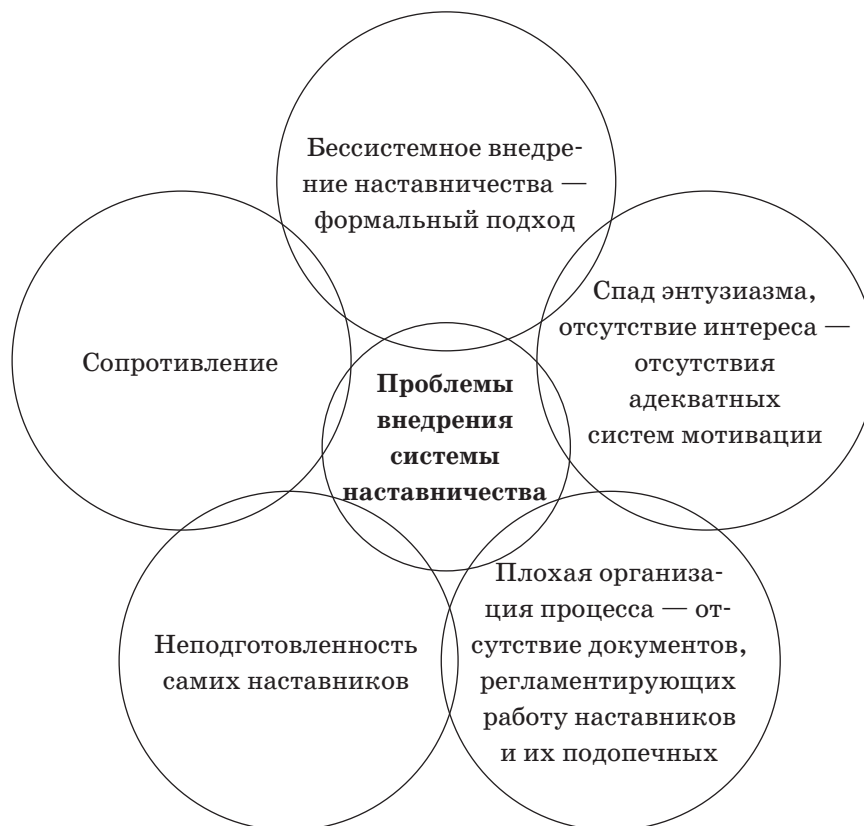 Бессистемное внедре-
ние наставничества —
формальный подход
Спад энтузиазма,
отсутствие интереса —
отсутствия
адекватных
систем мотивации
Сопротивление
Проблемы
внедрения
системы
наставничества
Плохая организа-
ция процесса — от-
сутствие документов,
регламентирующих
работу наставников
и их подопечных
Неподготовленность
самих наставников